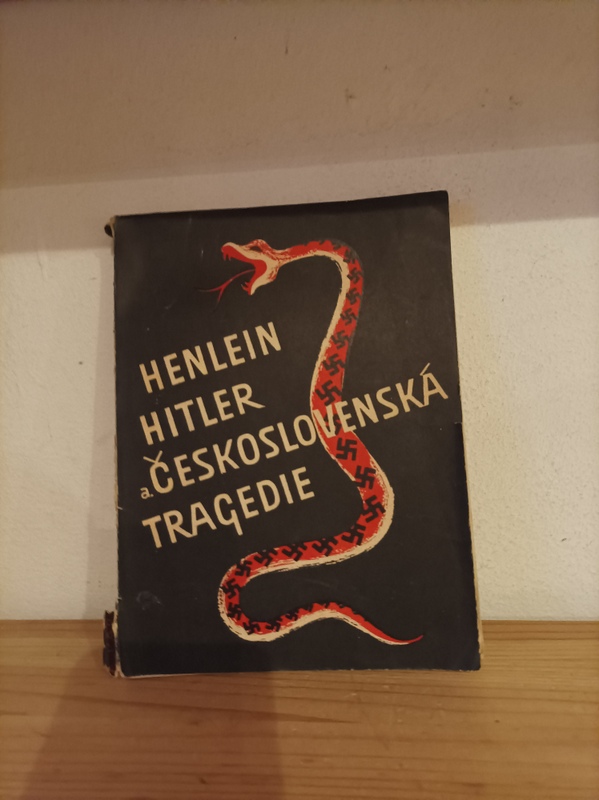 HENLEIN
HITLER
a ČESKOSLOVENSKÁ
TRAGEDIE